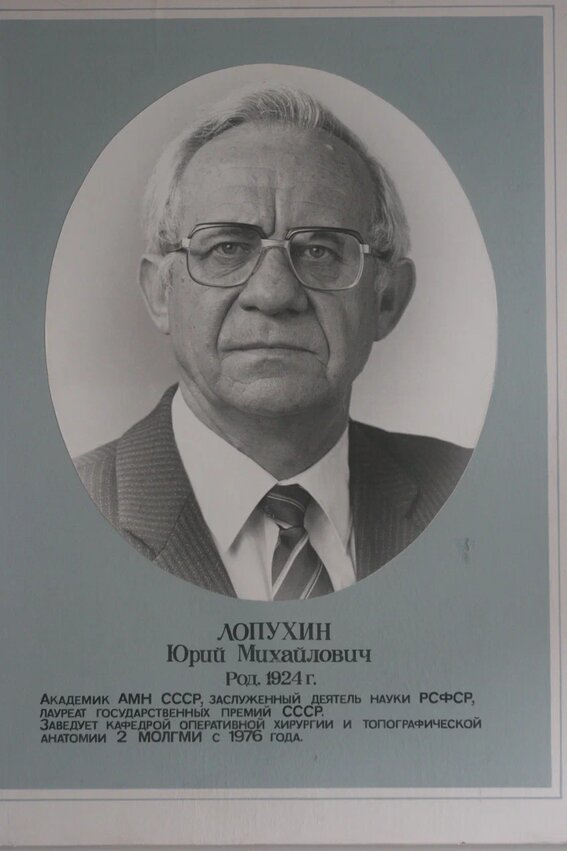 ЛОПУХИН
Юрий Михайлович
Род. 1924 г.
Академик АМН СССР, заслуженный деятель науки РСФСР,
лауреат Государственных премий СССР.
Заведует кафедрой оперативной хирургии и топографической
анатомии 2 МОЛГМИ с 1976 года.